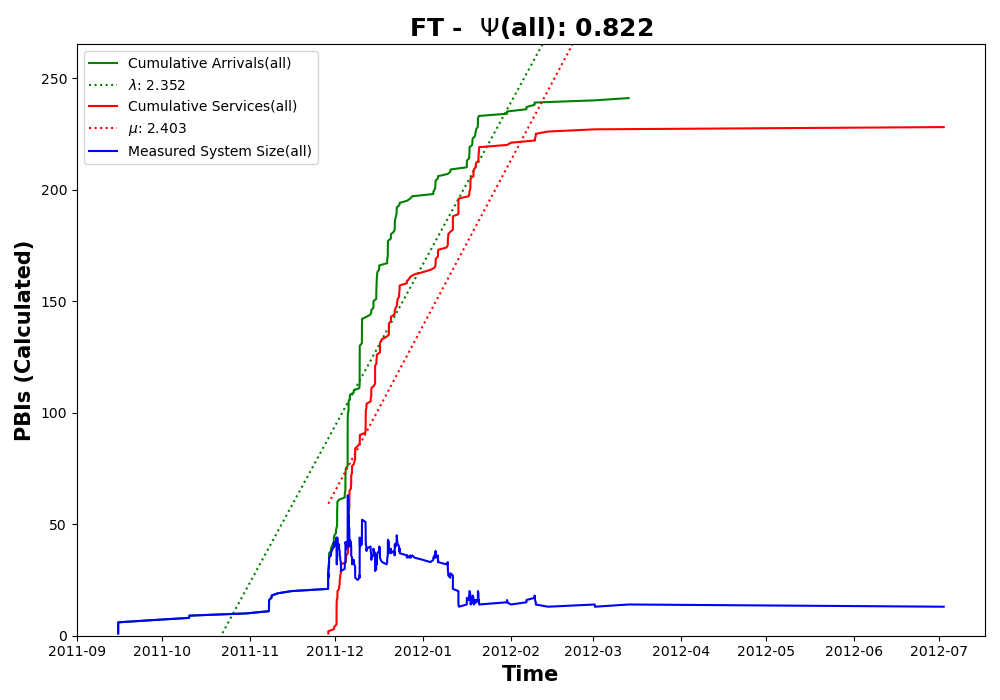 FT - Ψ(all): 0.822
Cumulative Arrivals(all)
λ: 2.352
Cumulative Services(all)
μ: 2.403
Measured System Size(all)
PBIs (Calculated)
250
200
150
100
50
0
2011-09 2011-10 2011-11 2011-12 2012-01 2012-02 2012-03 2012-04 2012-05 2012-06 2012-07
Time